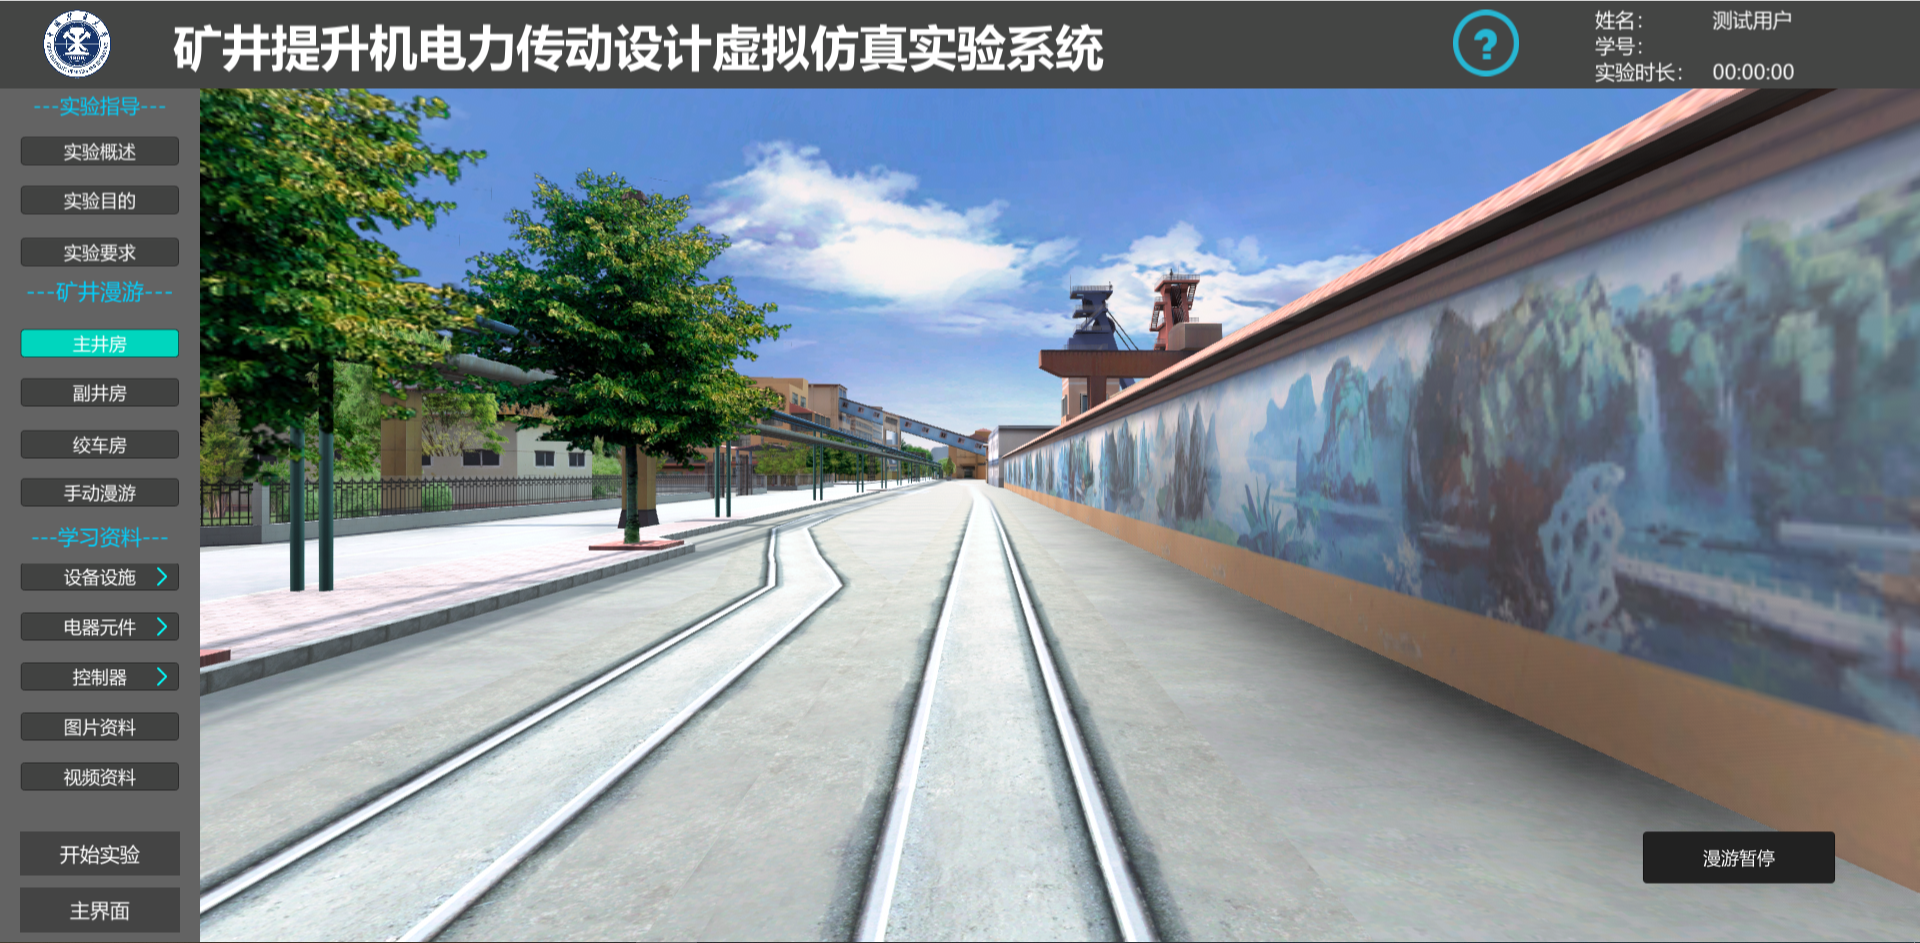 矿井提升机电力传动设计虚拟仿真实验系统
?
姓名: 测试用户
学号:
实验时长: 00:00:00
---实验指导---
实验概述
实验目的
实验要求
---矿井漫游---
主井房
副井房
绞车房
手动漫游
---学习资料---
设备设施
电器元件
控制器
图片资料
视频资料
开始实验
主界面
漫游暂停